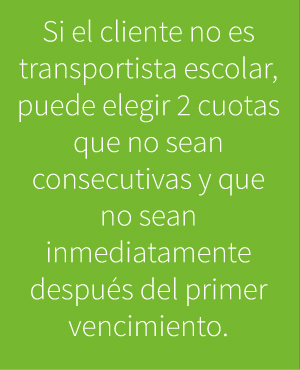 Si el cliente no es
transportista escolar,
puede elegir 2 cuotas
que no sean
consecutivas y que
no sean
inmediatamente
después del primer
vencimiento.